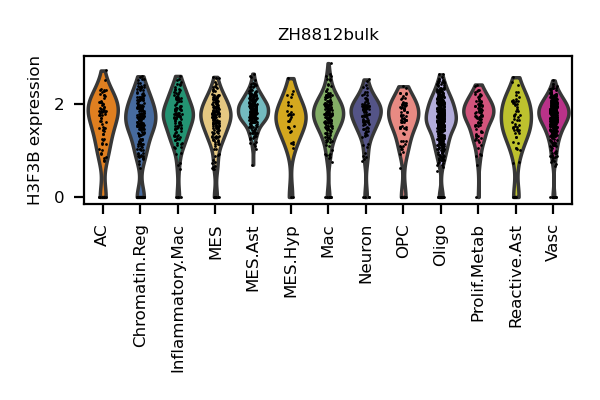 ZH8812bulk
H3F3B expression
2
0
AC
Chromatin.Reg
Inflammatory.Mac
MES
MES.Ast
MES.Hyp
Mac
Neuron
OPC
Oligo
Prolif.Metab
Reactive.Ast
Vasc